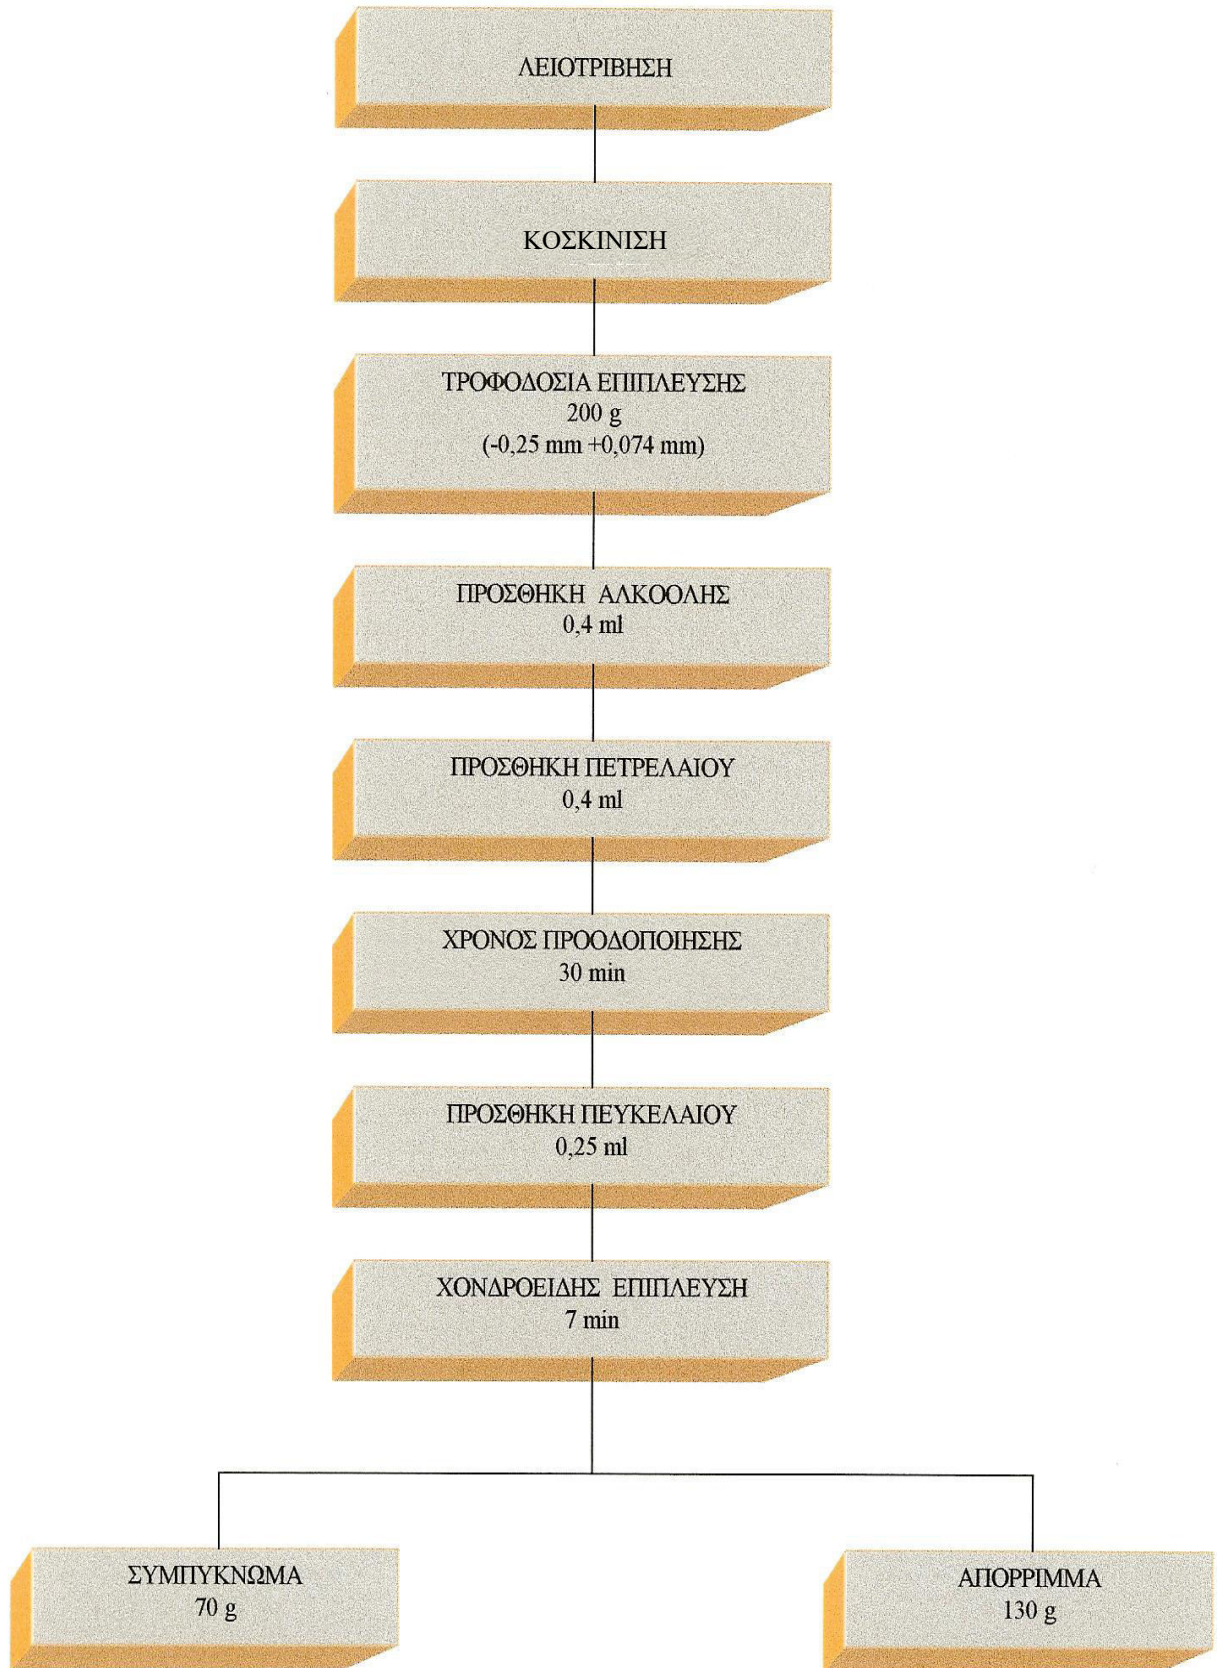 ΛΕΙΟΤΡΙΒΗΣΗ
ΚΟΣΚΙΝΙΣΗ
ΤΡΟΦΟΔΟΣΙΑ ΕΠΙΠΛΕΥΣΗΣ
200 g
(-0,25 mm +0,074 mm)
ΠΡΟΣΘΗΚΗ ΑΛΚΟΟΛΗΣ
0,4 ml
ΠΡΟΣΘΗΚΗ ΠΕΤΡΕΛΑΙΟΥ
0,4 ml
ΧΡΟΝΟΣ ΠΡΟΟΔΟΠΟΙΗΣΗΣ
30 min
ΠΡΟΣΘΗΚΗ ΠΕΥΚΕΛΑΙΟΥ
0,25 ml
ΧΟΝΔΡΟΕΙΔΗΣ ΕΠΙΠΛΕΥΣΗ
7 min
ΣΥΜΠΥΚΝΩΜΑ
70 g
ΑΠΟΡΡΙΜΜΑ
130 g